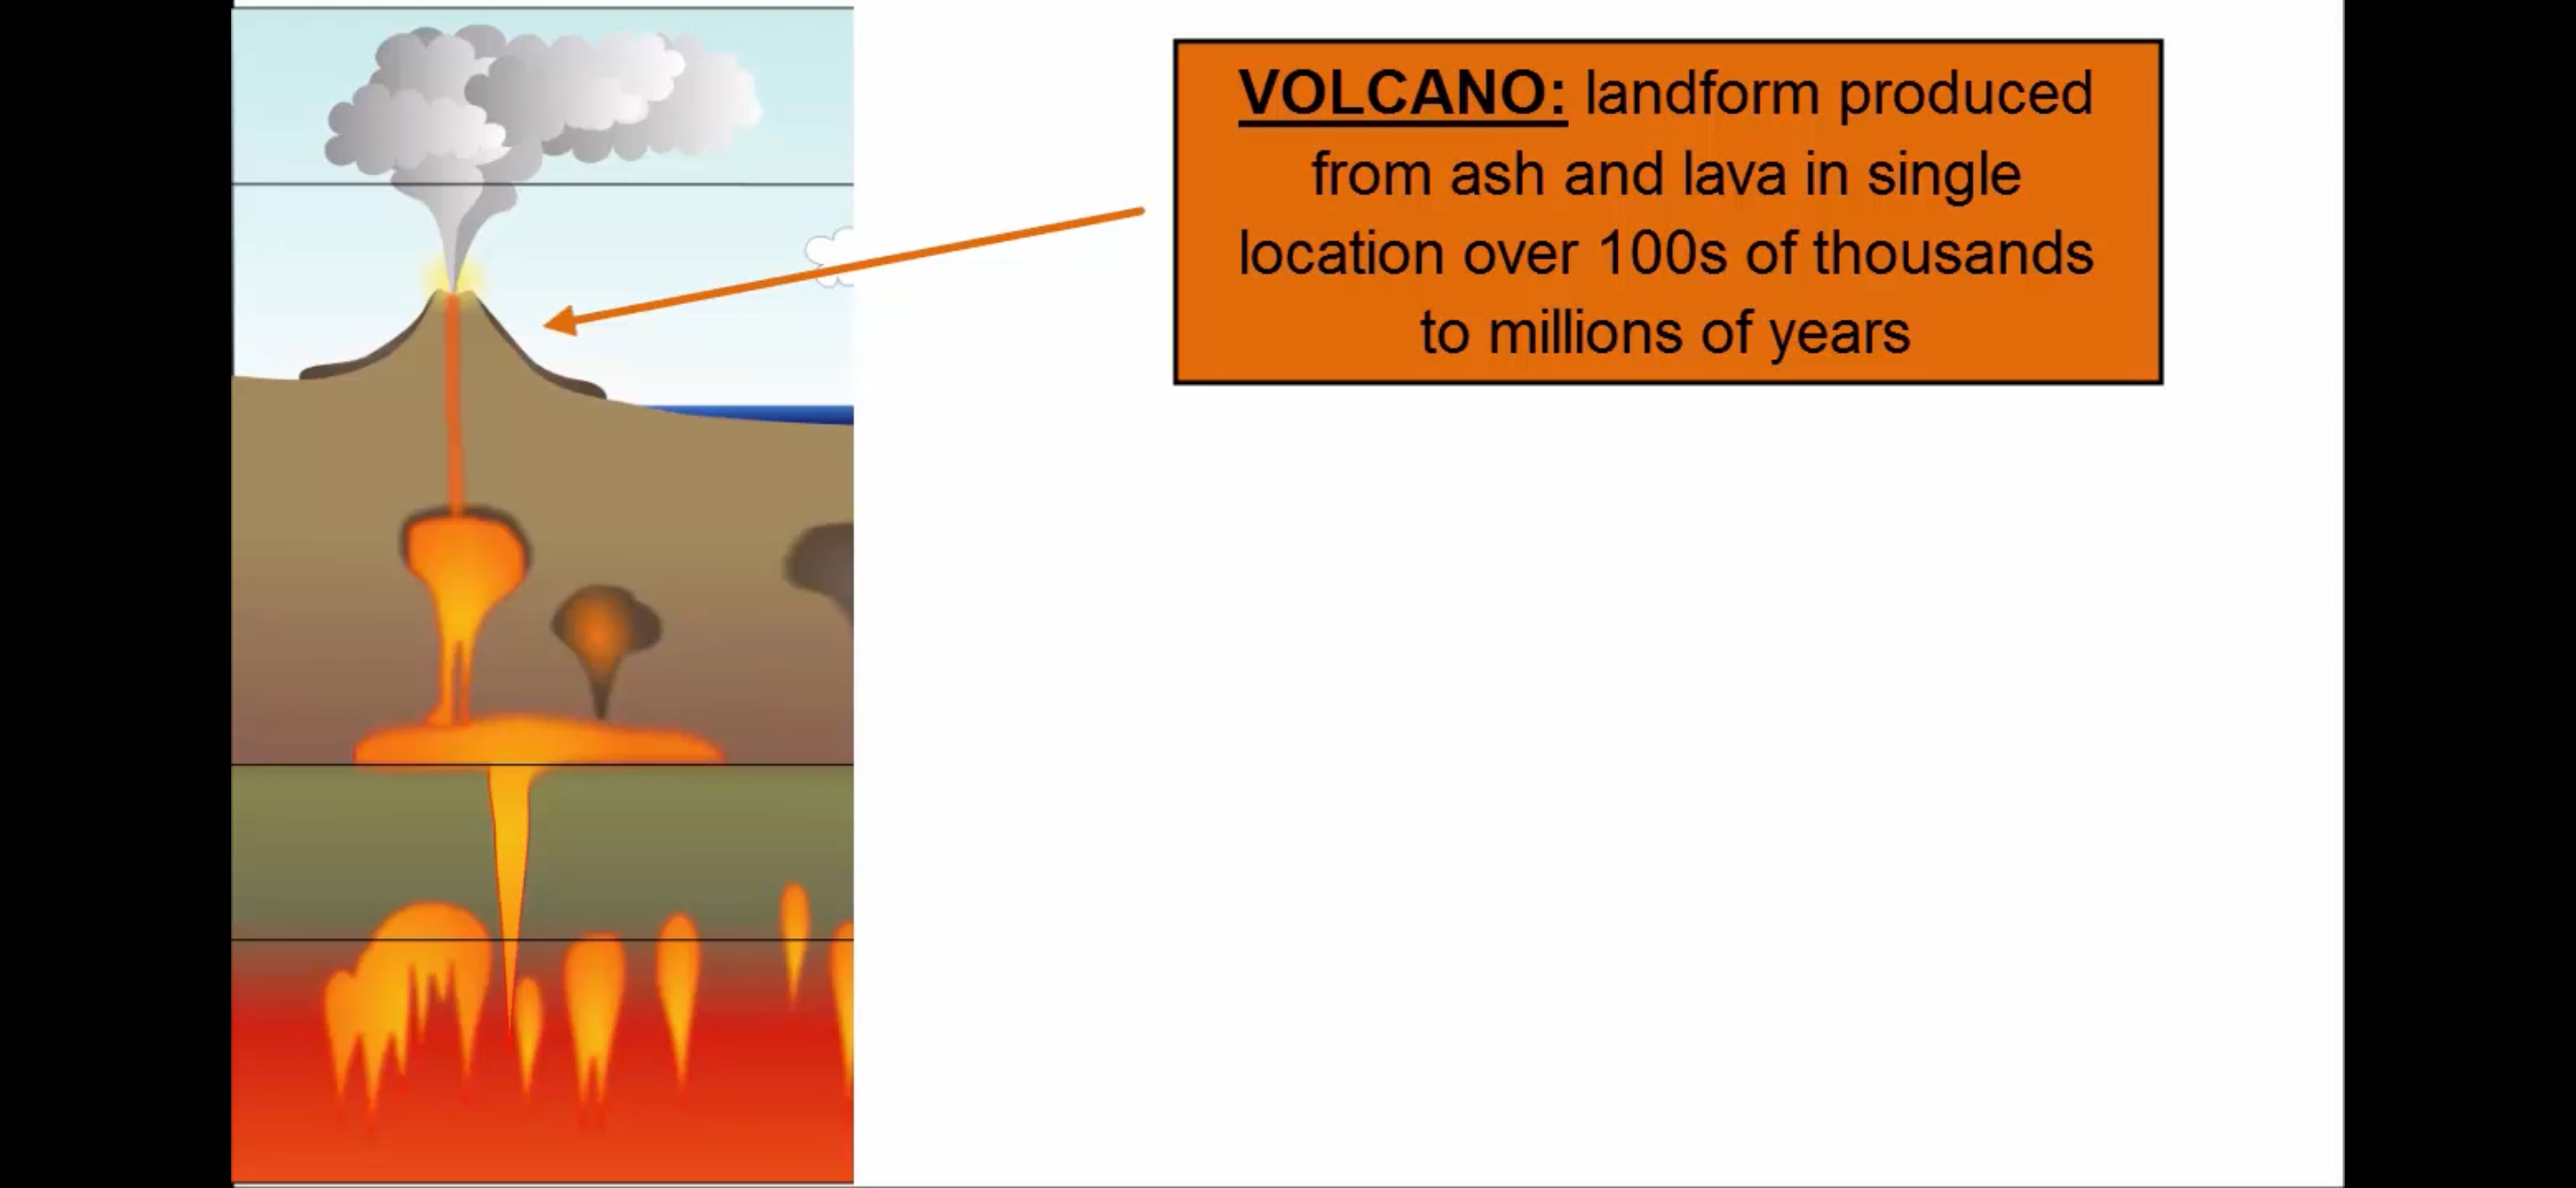 VOLCANO: landform produced
from ash and lava in single
location over 100s of thousands
to millions of years